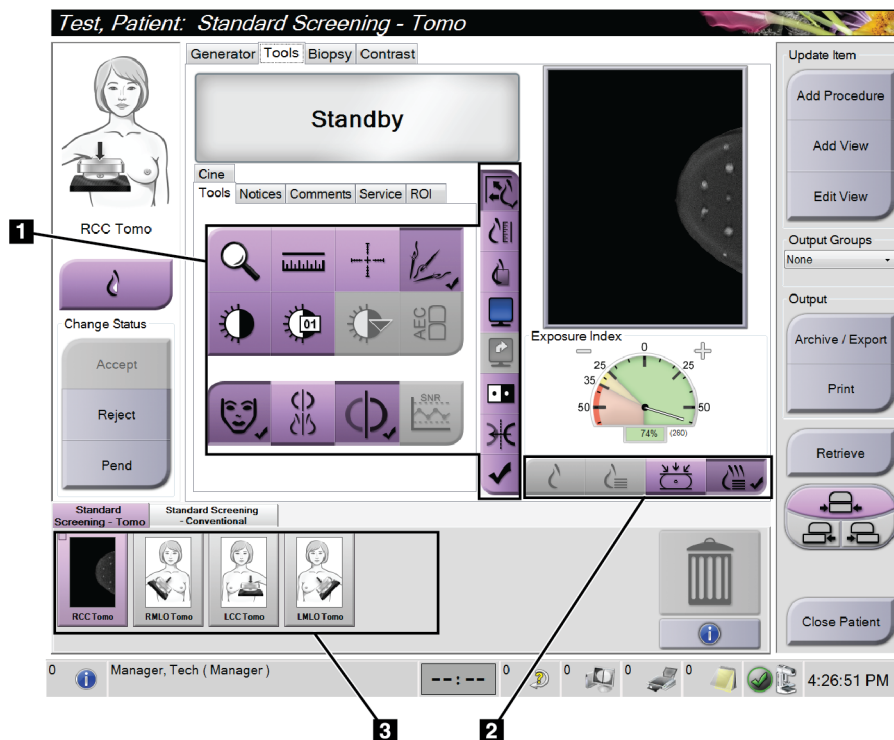 Test, Patient: Standard Screening - Tomo
Generator Tools Biopsy Contrast
Standby
Cine
Tools Notices Comments Service ROI
01
AEC
SNR
1
RCC Tomo
Change Status
Accept
Reject
Pend
Exposure Index
0
25 25
35
50 50
74% (260)
Update Item
Add Procedure
Add View
Edit View
Output Groups
None
Output
Archive / Export
Print
Retrieve
Close Patient
Standard
Screening - Tomo
Standard Screening
- Conventional
RCC Tomo RMLO Tomo LCC Tomo LMLO Tomo
0 Manager, Tech ( Manager ) --:-- 0 0 0 0 4:26:51 PM
3 2